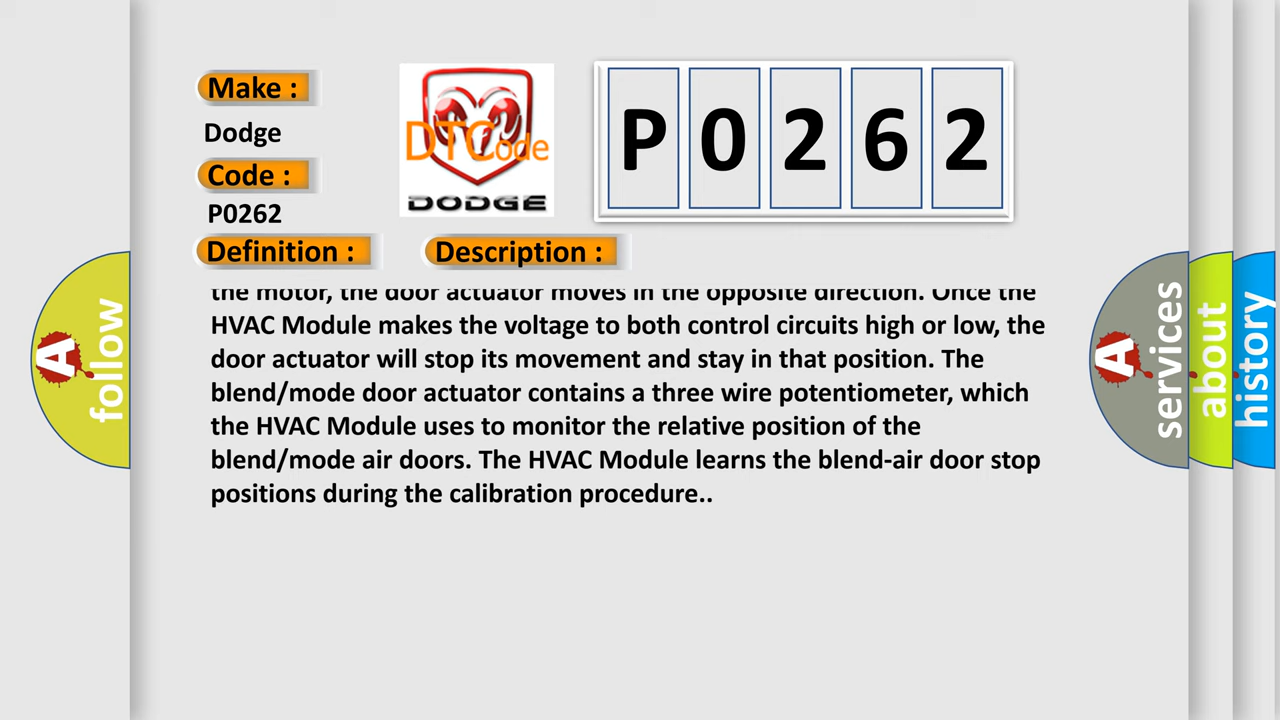 Make :
Dodge
Code :
P0262
Definition :
Description :
DTCode
DODGE
P0262
the motor, the door actuator moves in the opposite direction. Once the
HVAC Module makes the voltage to both control circuits high or low, the
door actuator will stop its movement and stay in that position. The
blend/mode door actuator contains a three wire potentiometer, which
the HVAC Module uses to monitor the relative position of the
blend/mode air doors. The HVAC Module learns the blend-air door stop
positions during the calibration procedure..
A
follow
A
services
about
history